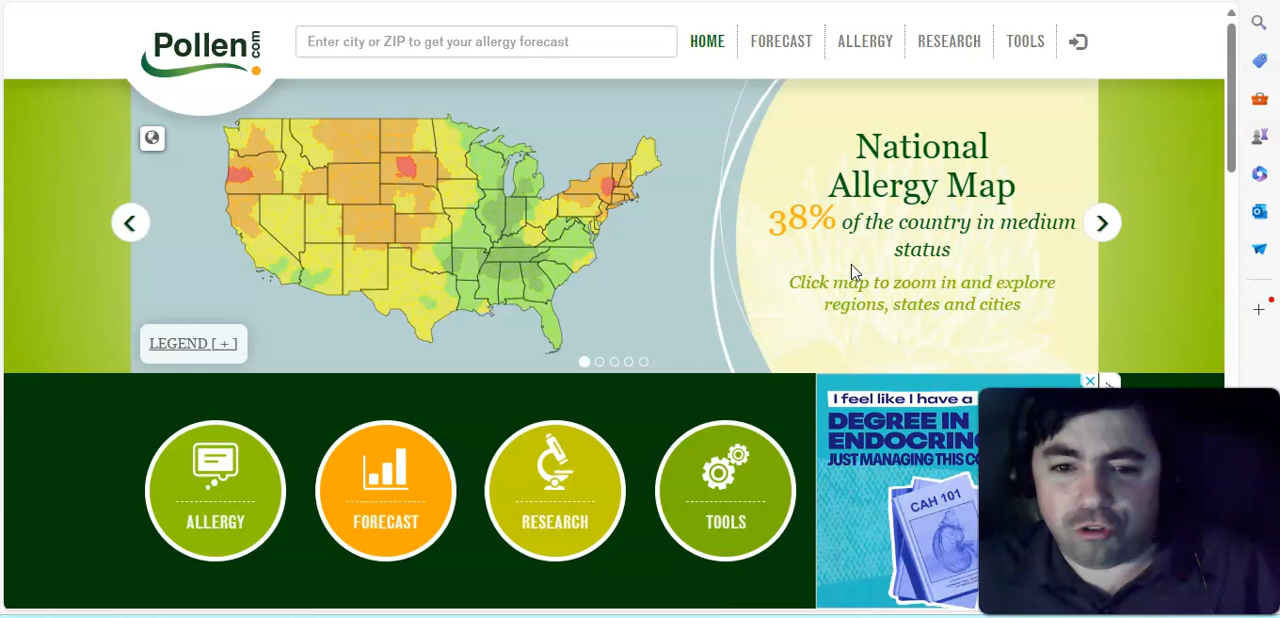 Pollen.com
Enter city or ZIP to get your allergy forecast
HOME
FORECAST
ALLERGY
RESEARCH
TOOLS
National
Allergy Map
38% of the country in medium
status
Click map to zoom in and explore
regions, states and cities
LEGEND [ + ]
ALLERGY
FORECAST
RESEARCH
TOOLS
I feel like I have a
DEGREE IN
ENDOCRIN
JUST MANAGING THIS
CAH 101